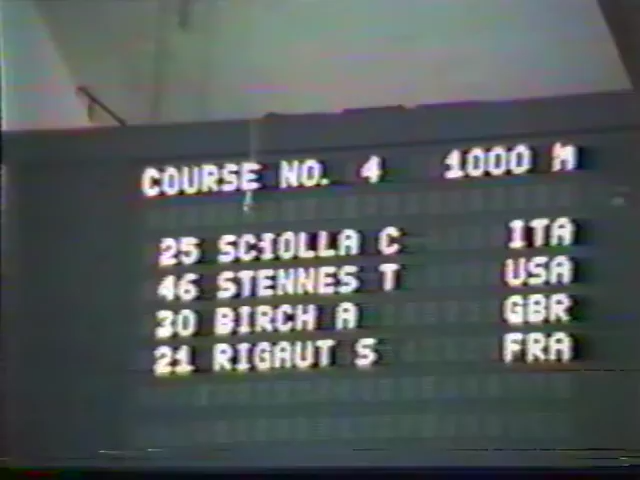 COURSE NO. 4 1000 M
25 SCIOLLA C ITA
46 STENNES T USA
30 BIRCH A GBR
21 RIGAUT S FRA